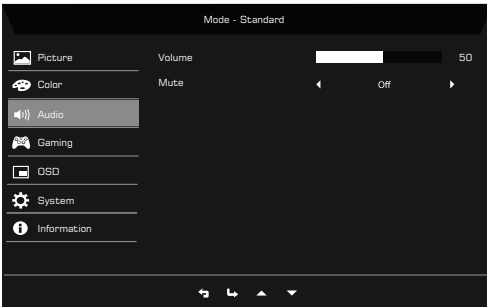 Mode - Standard
Picture
Volume 50
Color
Mute Off
Audio
Gaming
OSD
System
Information